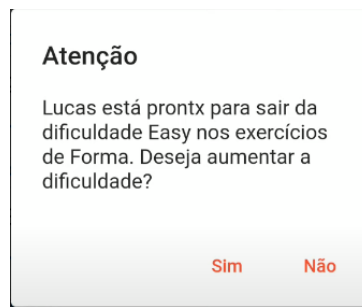 Atenção
Lucas está prontx para sair da
dificuldade Easy nos exercícios
de Forma. Deseja aumentar a
dificuldade?
Sim Não